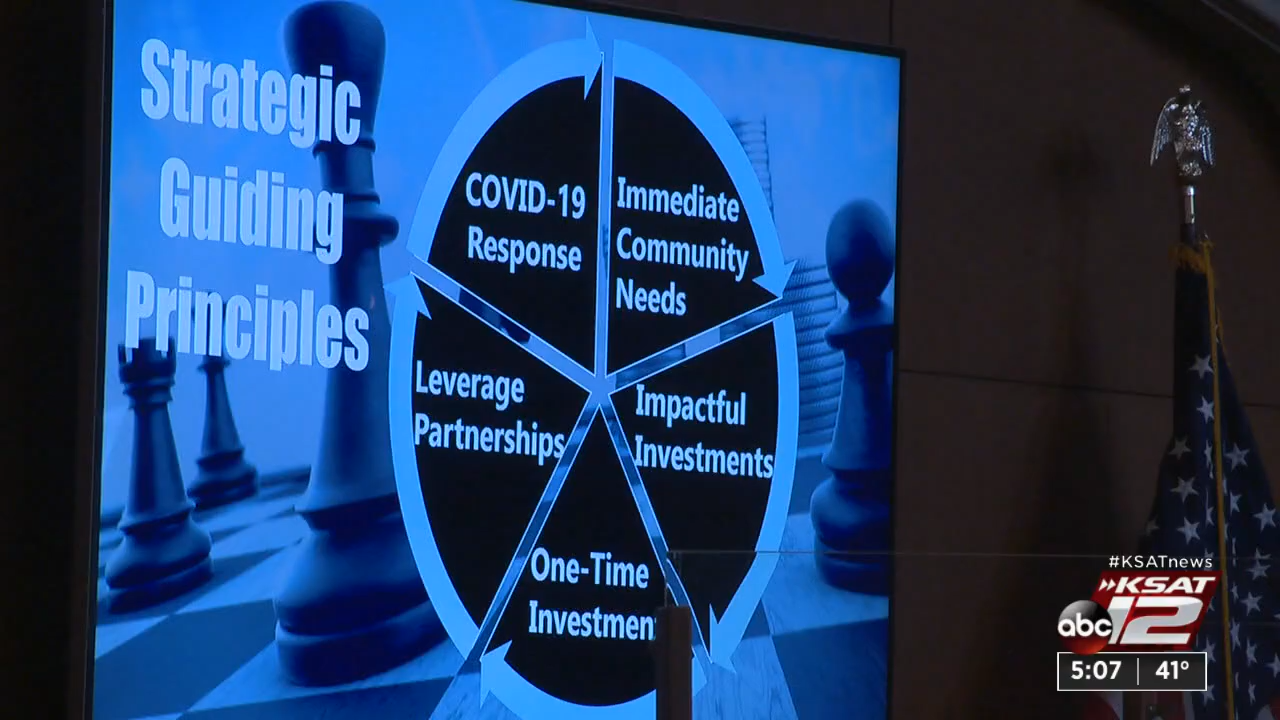 Strategic
Guiding
Principles
COVID-19
Response
Immediate
Community
Needs
Leverage
Partnerships
Impactful
Investments
One-Time
Investmen
#KSATnews
KSAT
abc 12
5:07 41°